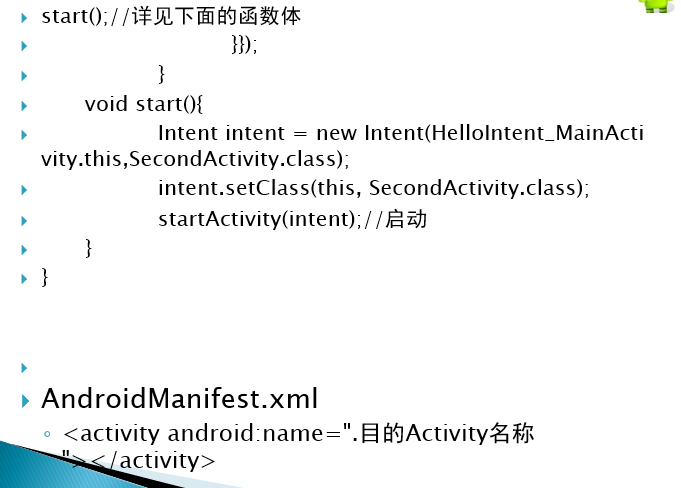 start();//详见下面的函数体
}});
}
void start(){
Intent intent = new Intent(HelloIntent_MainActi
vity.this,SecondActivity.class);
intent.setClass(this, SecondActivity.class);
startActivity(intent);//启动
}
}
AndroidManifest.xml
<activity android:name=".目的Activity名称
"></activity>